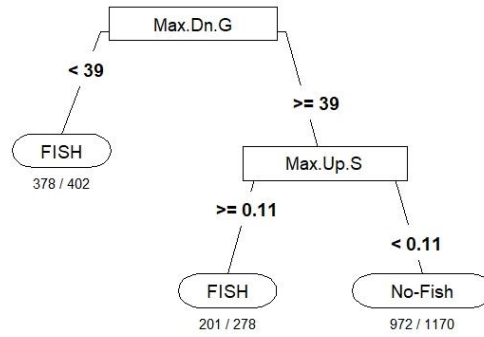 Max.Dn.G
< 39
>= 39
FISH
378 / 402
Max.Up.S
>= 0.11
< 0.11
FISH
No-Fish
201 / 278
972 / 1170